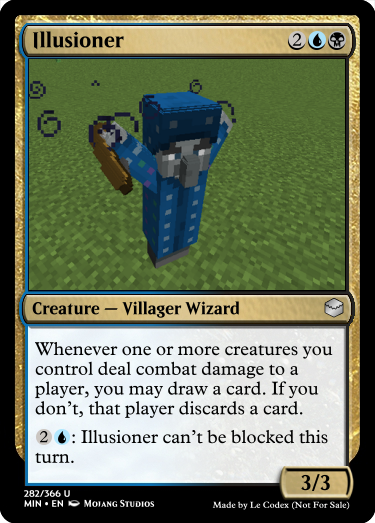 Illusioner 2
Creature — Villager Wizard
Whenever one or more creatures you
control deal combat damage to a
player, you may draw a card. If you
don't, that player discards a card.
2 : Illusioner can't be blocked this
turn.
3/3
282/366 U
MIN • EN Mojang Studios
Made by Le Codex (Not For Sale)